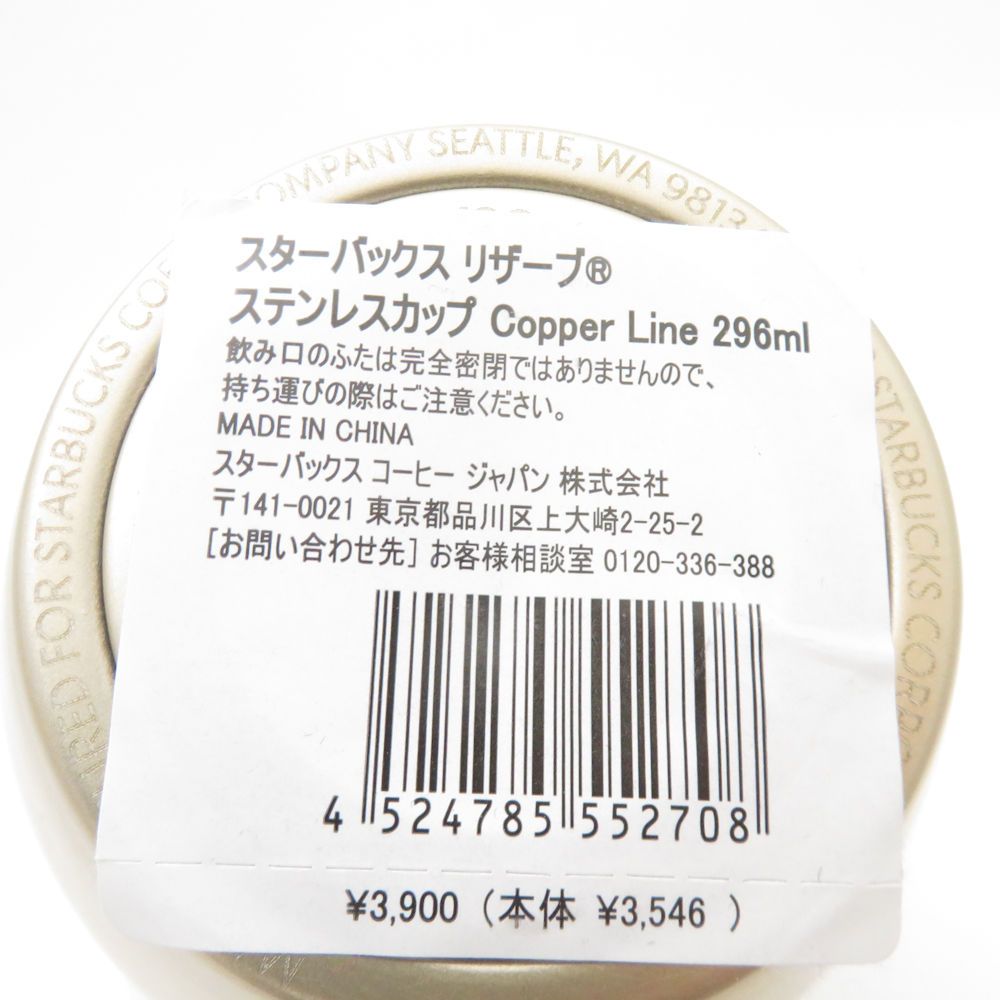 COMPANY SEATTLE, WA 9813
スターバックス リザーブ®
ステンレスカップ Copper Line 296ml
飲み口のふたは完全密閉ではありませんので、
持ち運びの際はご注意ください。
MADE IN CHINA
スターバックス コーヒー ジャパン 株式会社
〒141-0021 東京都品川区上大崎2-25-2
[お問い合わせ先] お客様相談室 0120-336-388
4 524785 552708
¥3,900 (本体 ¥3,546 )
FOR STARBUCKS
STARBUCKS